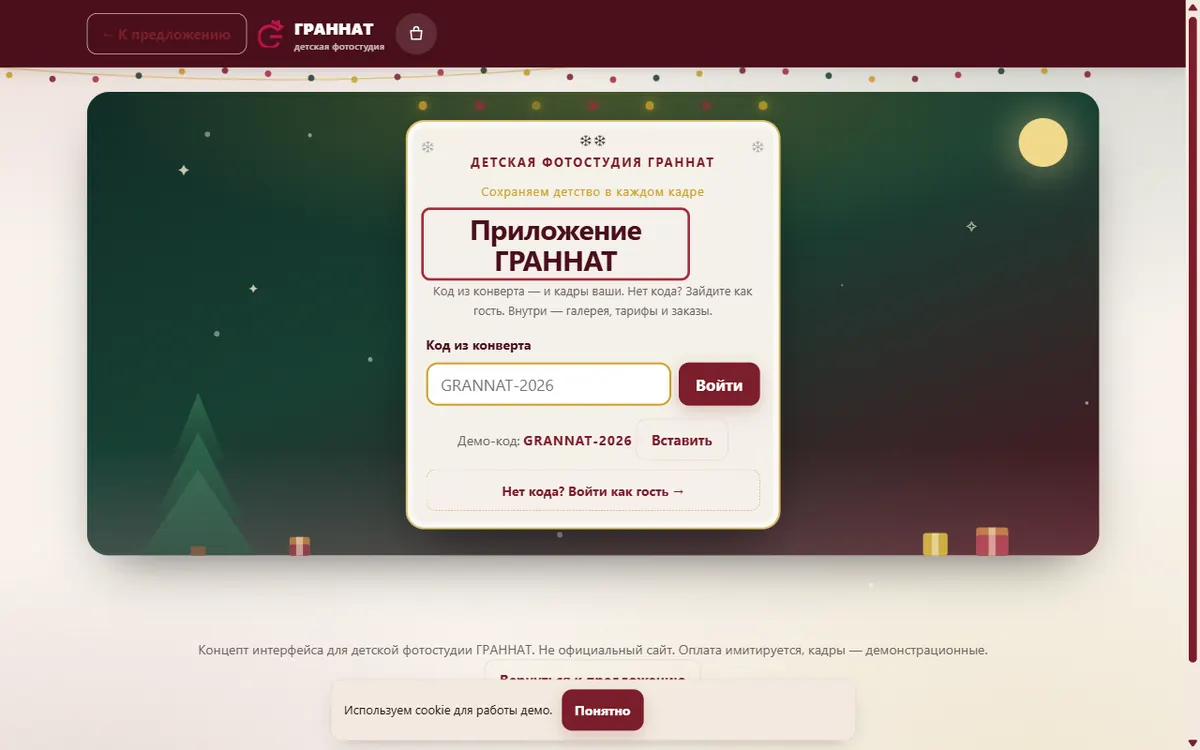 ← К предложению
ГРАННАТ
детская фотостудия
ДЕТСКАЯ ФОТОСТУДИЯ ГРАННАТ
Сохраняем детство в каждом кадре
Приложение
ГРАННАТ
Код из конверта — и кадры ваши. Нет кода? Зайдите как
гость. Внутри — галерея, тарифы и заказы.
Код из конверта
GRANNAT-2026
Войти
Демо-код: GRANNAT-2026
Вставить
Нет кода? Войти как гость →
Концепт интерфейса для детской фотостудии ГРАННАТ. Не официальный сайт. Оплата имитируется, кадры — демонстрационные.
Вернуться к предложению
Используем cookie для работы демо.
Понятно